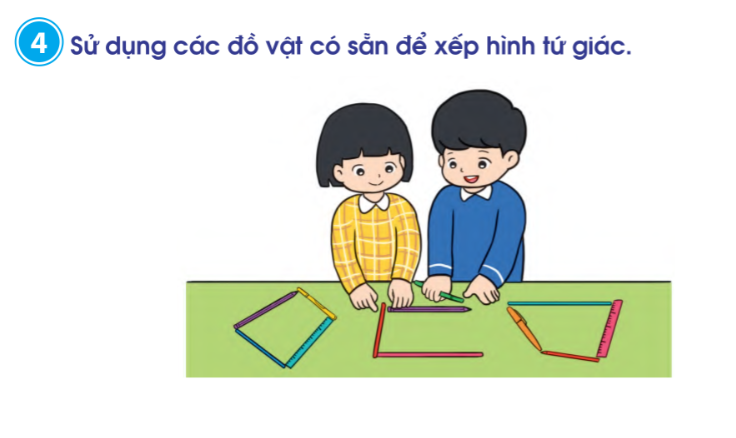 4 Sử dụng các đồ vật có sẵn để xếp hình tứ giác.